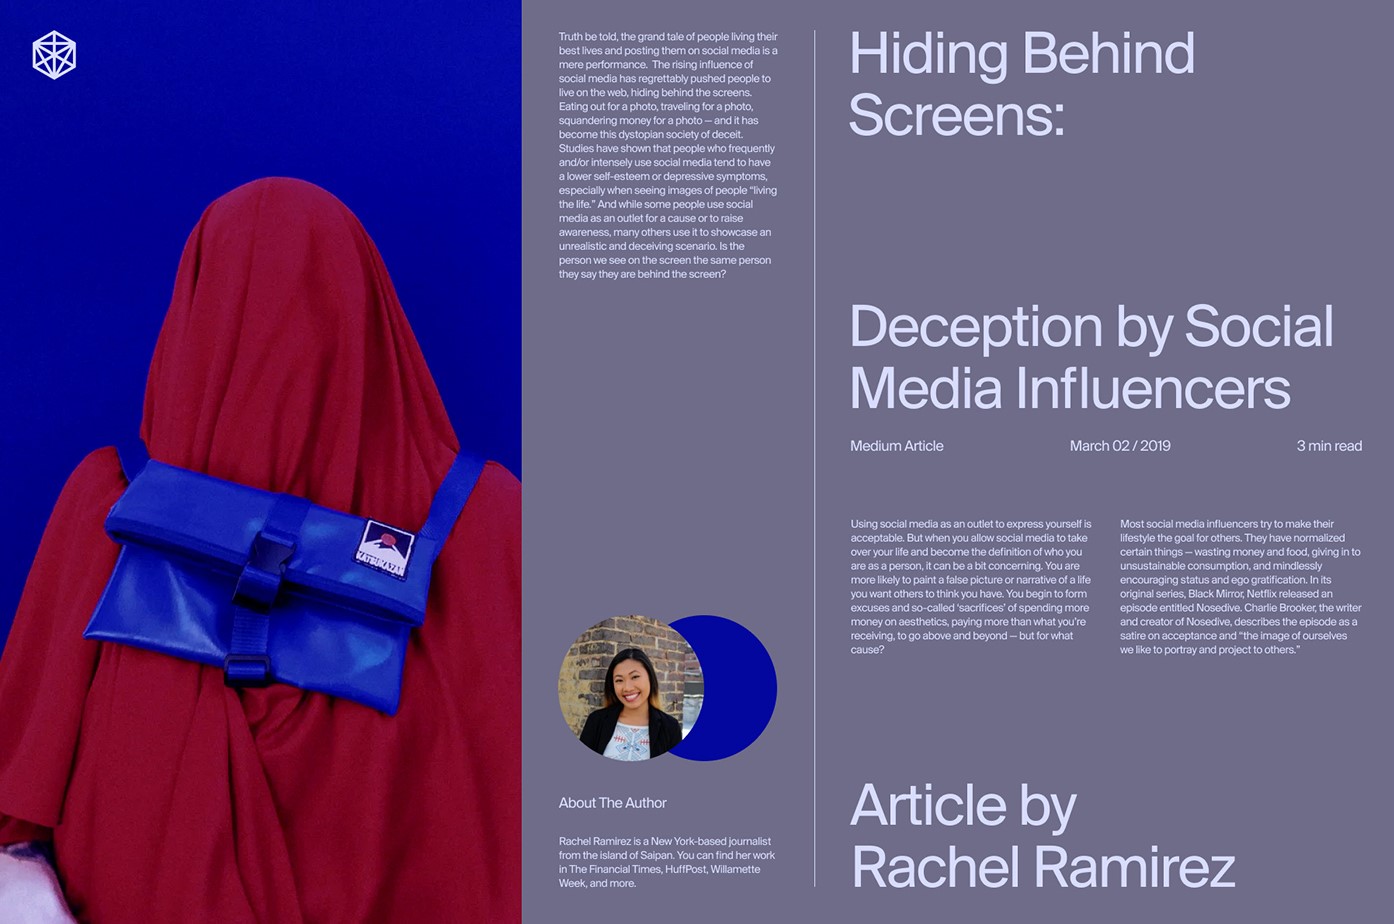 Truth be told, the grand tale of people living their
best lives and posting them on social media is a
mere performance.  The rising influence of
social media has regrettably pushed people to
live on the web, hiding behind the screens.
Eating out for a photo, traveling for a photo,
squandering money for a photo — and it has
become this dystopian society of deceit.
Studies have shown that people who frequently
and/or intensely use social media tend to have
a lower self-esteem or depressive symptoms,
especially when seeing images of people “living
the life.” And while some people use social
media as an outlet for a cause or to raise
awareness, many others use it to showcase an
unrealistic and deceiving scenario. Is the
person we see on the screen the same person
they say they are behind the screen?
About The Author
Rachel Ramirez is a New York-based journalist
from the island of Saipan. You can find her work
in The Financial Times, HuffPost, Willamette
Week, and more.
Hiding Behind
Screens:
Deception by Social
Media Influencers
Medium Article March 02 / 2019 3 min read
Using social media as an outlet to express yourself is
acceptable. But when you allow social media to take
over your life and become the definition of who you
are as a person, it can be a bit concerning. You are
more likely to paint a false picture or narrative of a life
you want others to think you have. You begin to form
excuses and so-called ‘sacrifices’ of spending more
money on aesthetics, paying more than what you’re
receiving, to go above and beyond — but for what
cause?
Most social media influencers try to make their
lifestyle the goal for others. They have normalized
certain things — wasting money and food, giving in to
unsustainable consumption, and mindlessly
encouraging status and ego gratification. In its
original series, Black Mirror, Netflix released an
episode entitled Nosedive. Charlie Brooker, the writer
and creator of Nosedive, describes the episode as a
satire on acceptance and “the image of ourselves
we like to portray and project to others.”
Article by
Rachel Ramirez